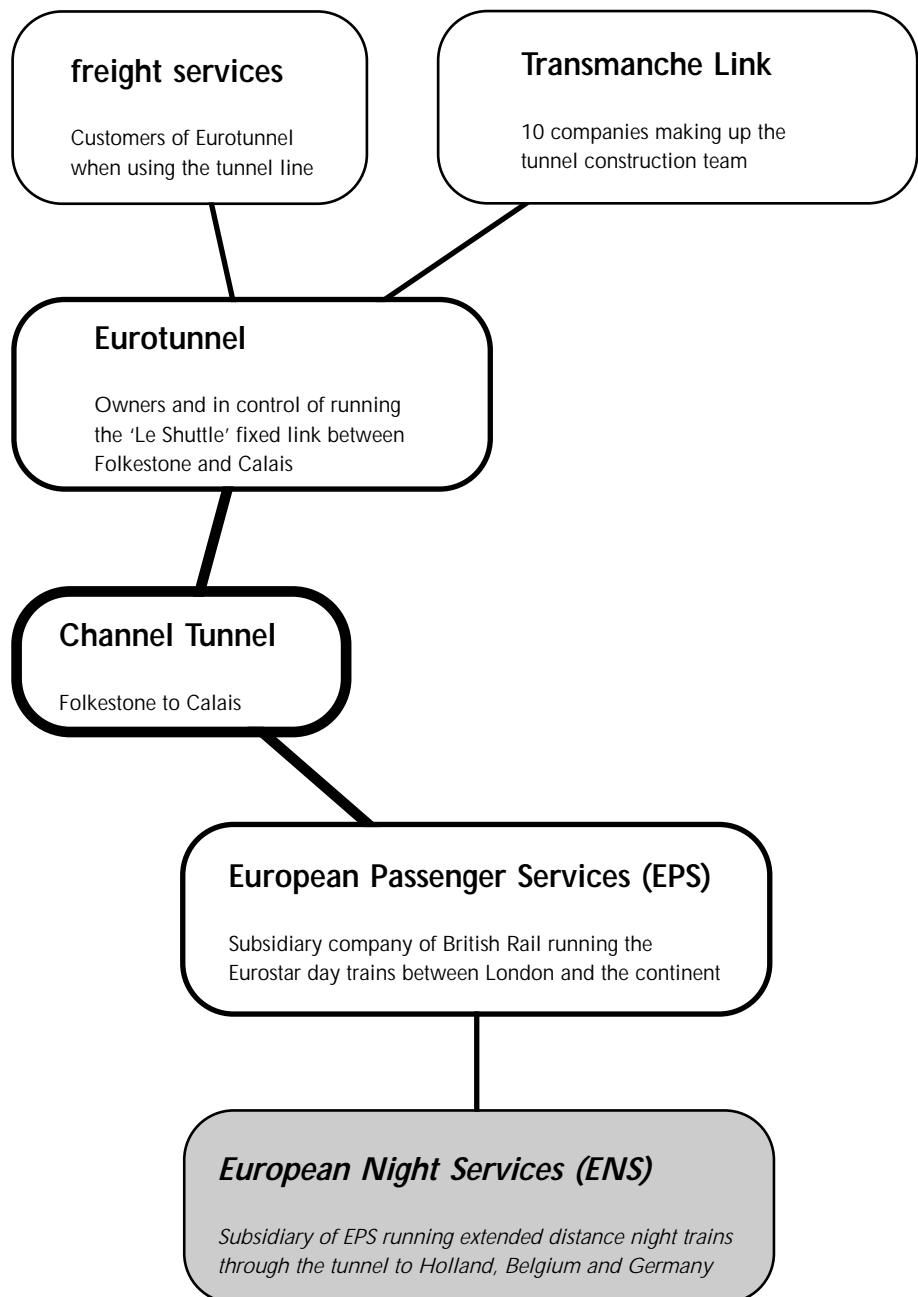 freight services
Customers of Eurotunnel
when using the tunnel line
Transmanche Link
10 companies making up the
tunnel construction team
Eurotunnel
Owners and in control of running
the ‘Le Shuttle’ fixed link between
Folkestone and Calais
Channel Tunnel
Folkestone to Calais
European Passenger Services (EPS)
Subsidiary company of British Rail running the
Eurostar day trains between London and the continent
European Night Services (ENS)
Subsidiary of EPS running extended distance night trains
through the tunnel to Holland, Belgium and Germany